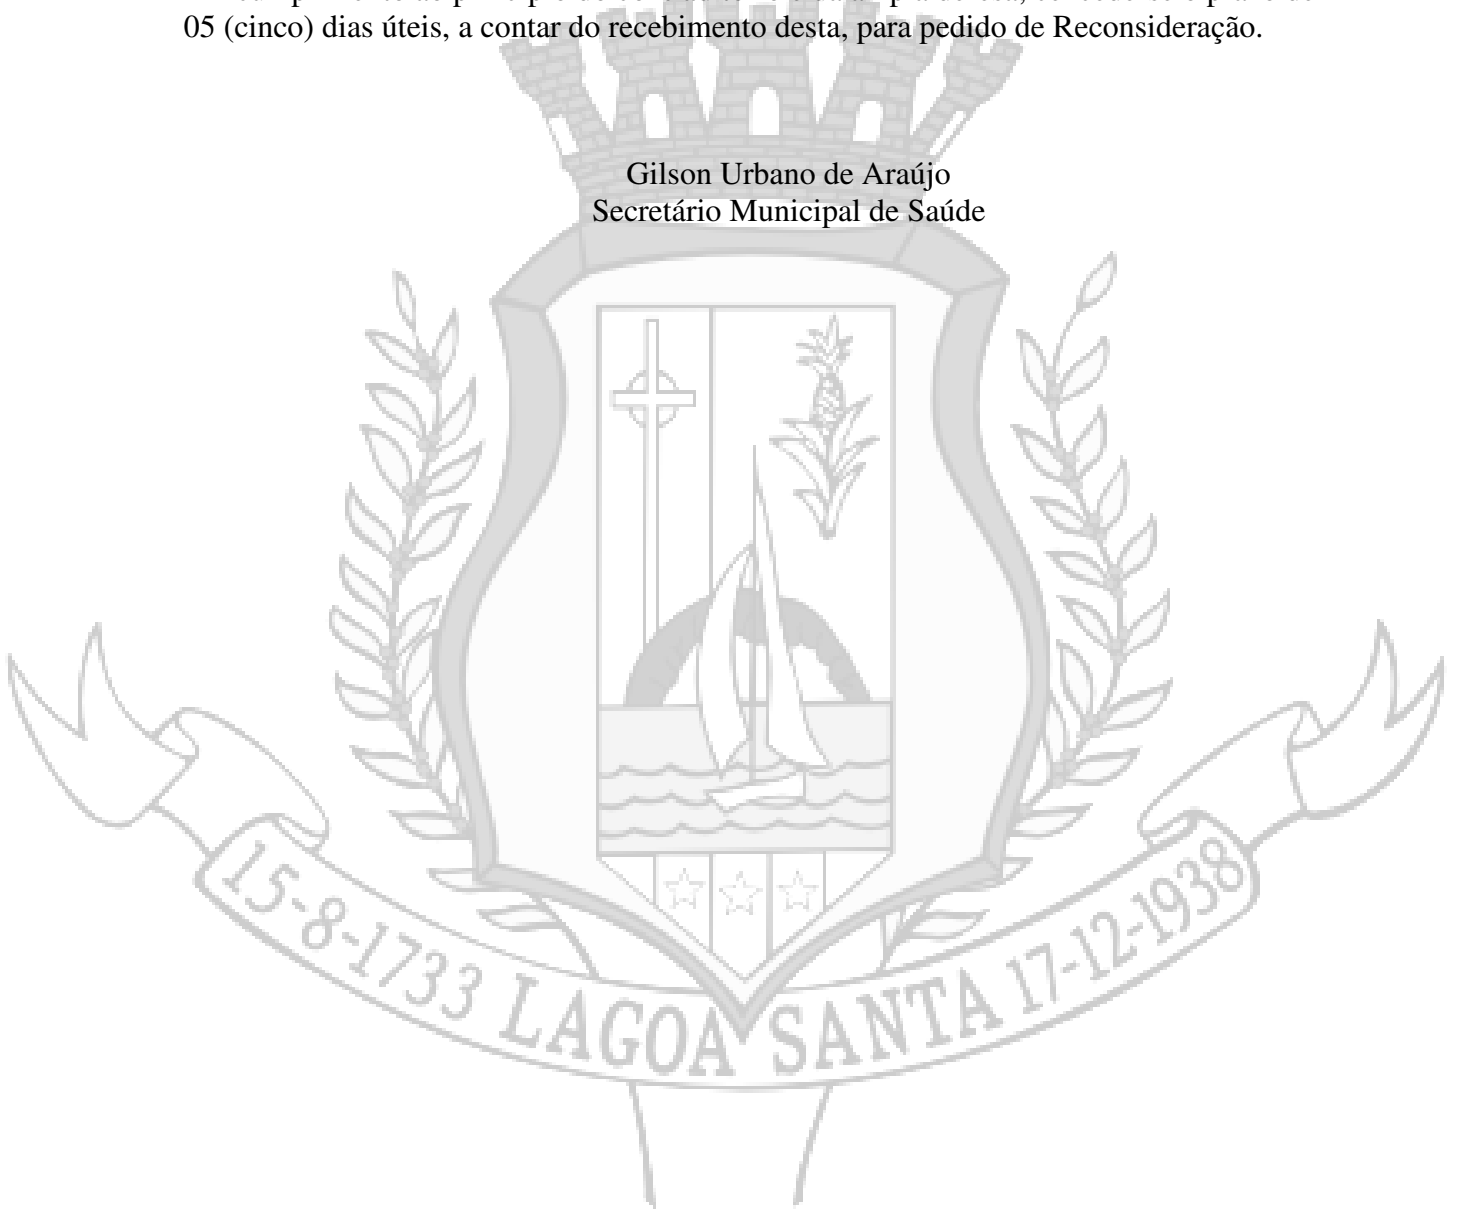 05 (cinco) dias úteis, a contar do recebimento desta, para pedido de Reconsideração.
Gilson Urbano de Araújo
Secretário Municipal de Saúde
15-8-1733 LAGOA SANTA 17-12-1938